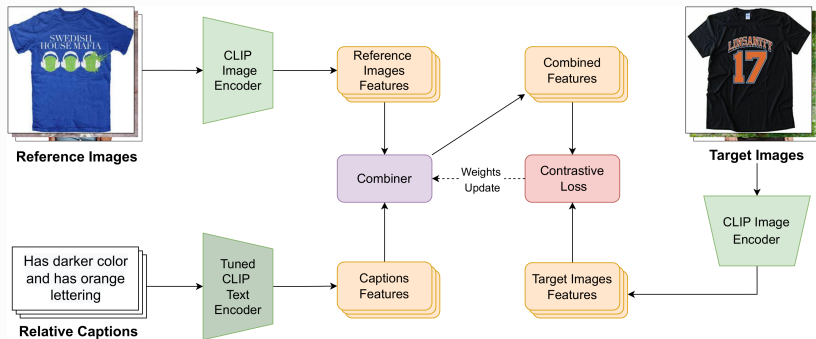 SWEDISH
HOUSE MAFIA
Reference Images
CLIP
Image
Encoder
Reference
Images
Features
Combined
Features
LINSANITY
17
Target Images
Combiner
Weights
Update
Contrastive
Loss
CLIP Image
Encoder
Has darker color
and has orange
lettering
Relative Captions
Tuned
CLIP
Text
Encoder
Captions
Features
Target Images
Features